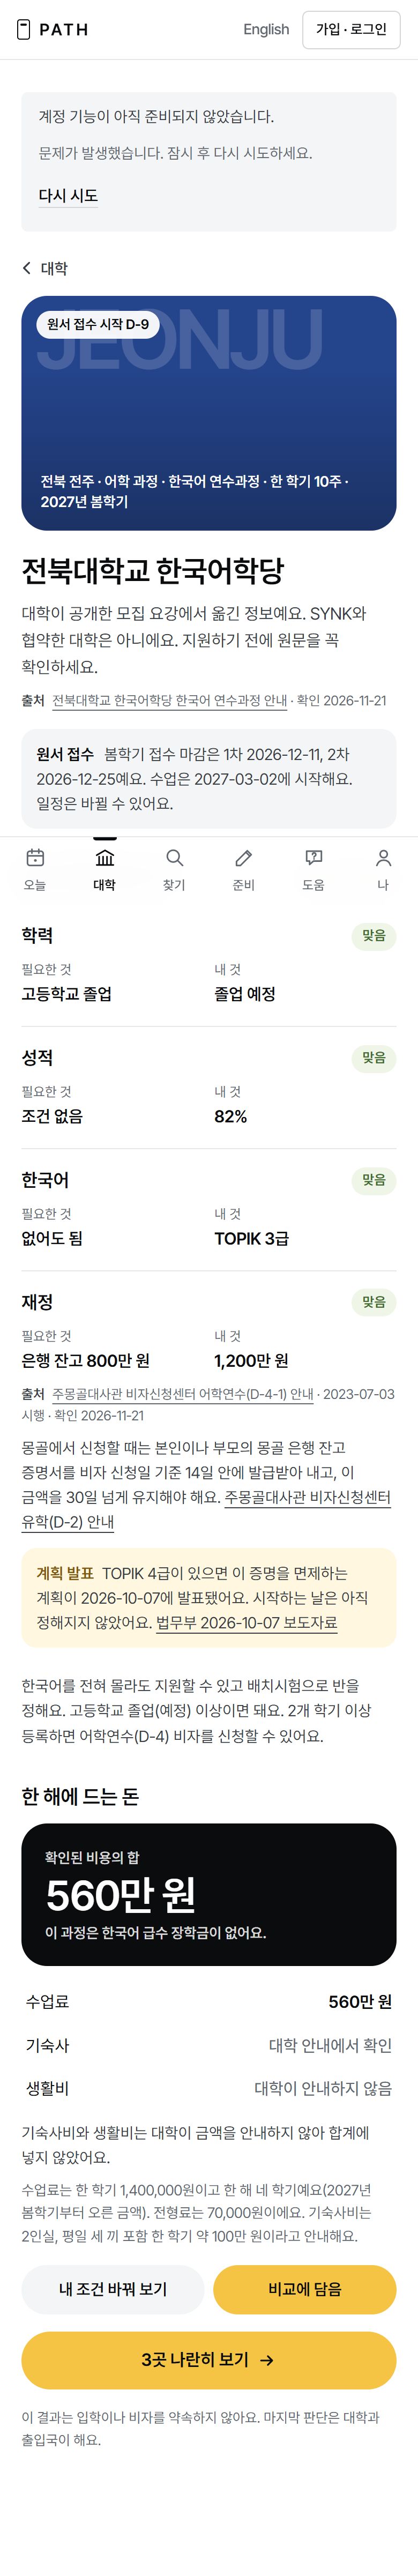 PATH
English
가입 · 로그인
계정 기능이 아직 준비되지 않았습니다.
문제가 발생했습니다. 잠시 후 다시 시도하세요.
다시 시도
대학
JEONJU
원서 접수 시작 D-9
전북 전주 · 어학 과정 · 한국어 연수과정 · 한 학기 10주 ·
2027년 봄학기
전북대학교 한국어학당
대학이 공개한 모집 요강에서 옮긴 정보예요. SYNK와
협약한 대학은 아니에요. 지원하기 전에 원문을 꼭
확인하세요.
출처 전북대학교 한국어학당 한국어 연수과정 안내 · 확인 2026-11-21
원서 접수 봄학기 접수 마감은 1차 2026-12-11, 2차
2026-12-25예요. 수업은 2027-03-02에 시작해요.
일정은 바뀔 수 있어요.
오늘 대학 찾기 준비 도움 나
학력 맞음
필요한 것 내 것
고등학교 졸업 졸업 예정
성적 맞음
필요한 것 내 것
조건 없음 82%
한국어 맞음
필요한 것 내 것
없어도 됨 TOPIK 3급
재정 맞음
필요한 것 내 것
은행 잔고 800만 원 1,200만 원
출처 주몽골대사관 비자신청센터 어학연수(D-4-1) 안내 · 2023-07-03
시행 · 확인 2026-11-21
몽골에서 신청할 때는 본인이나 부모의 몽골 은행 잔고
증명서를 비자 신청일 기준 14일 안에 발급받아 내고, 이
금액을 30일 넘게 유지해야 해요. 주몽골대사관 비자신청센터
유학(D-2) 안내
계획 발표 TOPIK 4급이 있으면 이 증명을 면제하는
계획이 2026-10-07에 발표됐어요. 시작하는 날은 아직
정해지지 않았어요. 법무부 2026-10-07 보도자료
한국어를 전혀 몰라도 지원할 수 있고 배치시험으로 반을
정해요. 고등학교 졸업(예정) 이상이면 돼요. 2개 학기 이상
등록하면 어학연수(D-4) 비자를 신청할 수 있어요.
한 해에 드는 돈
확인된 비용의 합
560만 원
이 과정은 한국어 급수 장학금이 없어요.
수업료 560만 원
기숙사 대학 안내에서 확인
생활비 대학이 안내하지 않음
기숙사비와 생활비는 대학이 금액을 안내하지 않아 합계에
넣지 않았어요.
수업료는 한 학기 1,400,000원이고 한 해 네 학기예요(2027년
봄학기부터 오른 금액). 전형료는 70,000원이에요. 기숙사비는
2인실, 평일 세 끼 포함 한 학기 약 100만 원이라고 안내해요.
내 조건 바꿔 보기
비교에 담음
3곳 나란히 보기 →
이 결과는 입학이나 비자를 약속하지 않아요. 마지막 판단은 대학과
출입국이 해요.